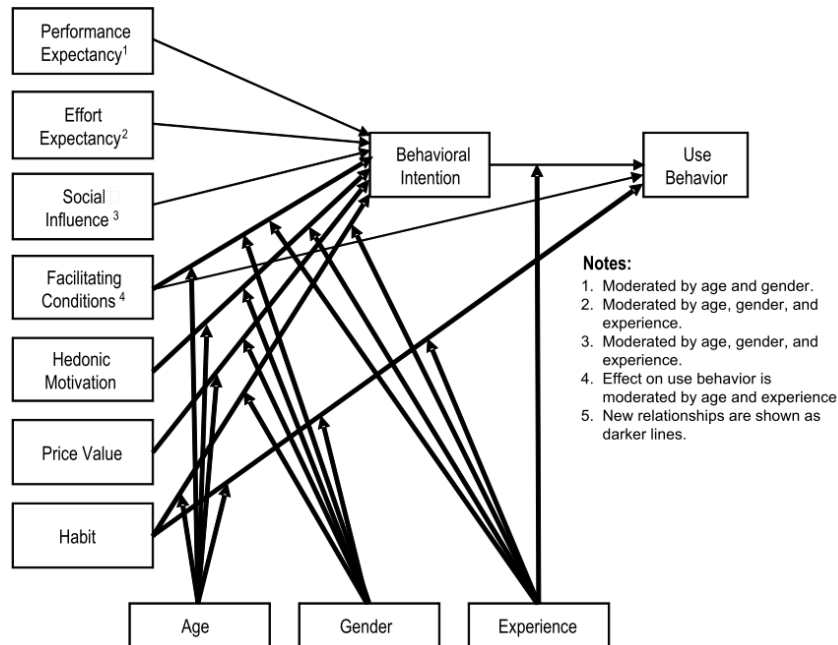 Performance
Expectancy1
Effort
Expectancy2
Social
Influence 3
Facilitating
Conditions 4
Hedonic
Motivation
Price Value
Habit
Behavioral
Intention
Use
Behavior
Notes:
1. Moderated by age and gender.
2. Moderated by age, gender, and
experience.
3. Moderated by age, gender, and
experience.
4. Effect on use behavior is
moderated by age and experience
5. New relationships are shown as
darker lines.
Age
Gender
Experience